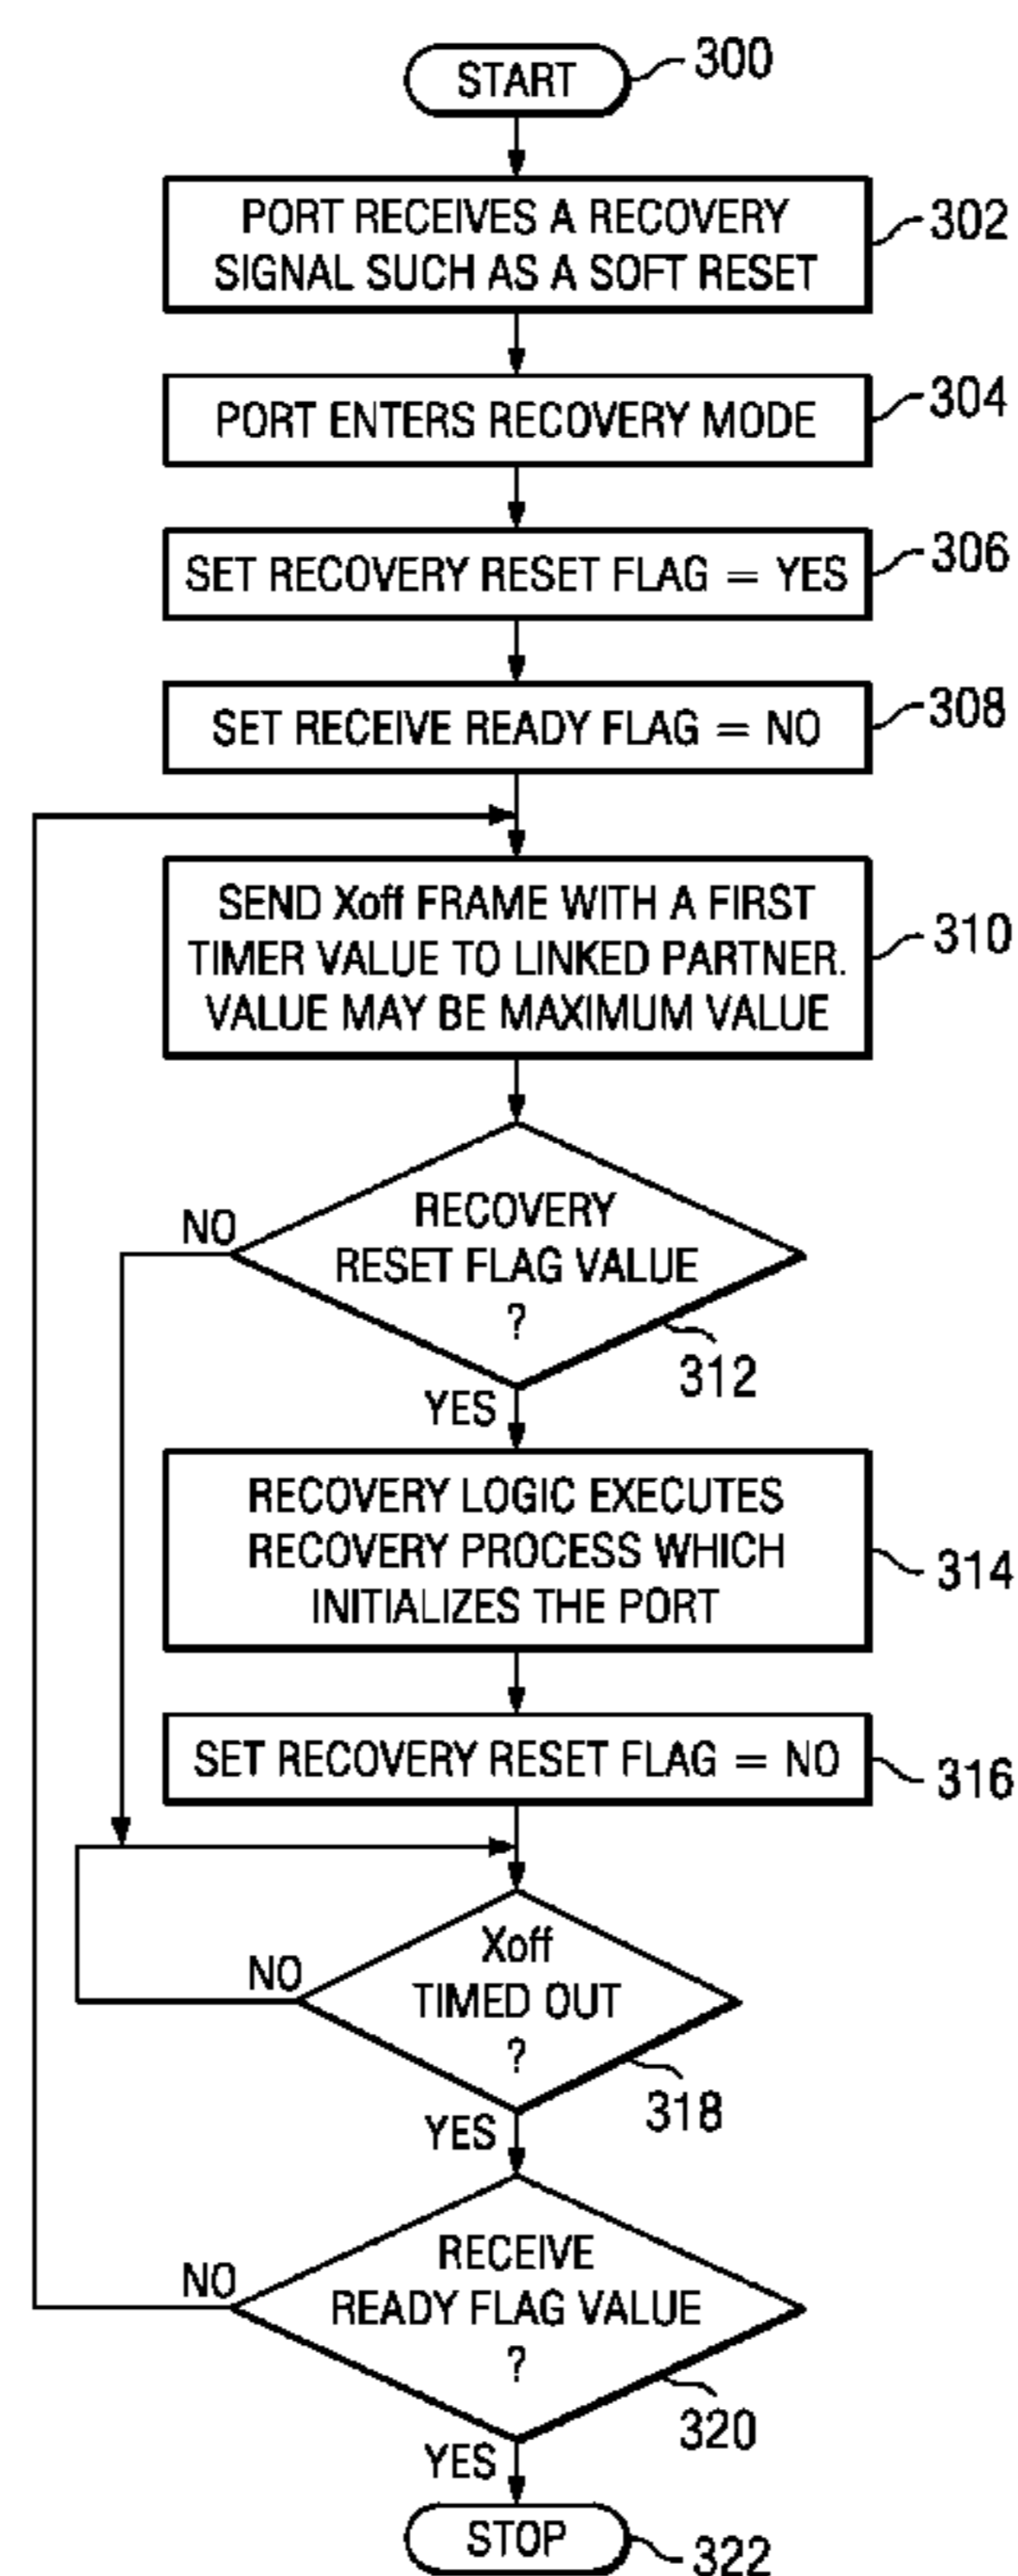 START
300
PORT RECEIVES A RECOVERY
SIGNAL SUCH AS A SOFT RESET
302
PORT ENTERS RECOVERY MODE
304
SET RECOVERY RESET FLAG = YES
306
SET RECEIVE READY FLAG = NO
308
SEND Xoff FRAME WITH A FIRST
TIMER VALUE TO LINKED PARTNER.
VALUE MAY BE MAXIMUM VALUE
310
RECOVERY
RESET FLAG VALUE
?
NO
312
YES
RECOVERY LOGIC EXECUTES
RECOVERY PROCESS WHICH
INITIALIZES THE PORT
314
SET RECOVERY RESET FLAG = NO
316
Xoff
TIMED OUT
?
NO
318
YES
RECEIVE
READY FLAG VALUE
?
NO
320
YES
STOP
322